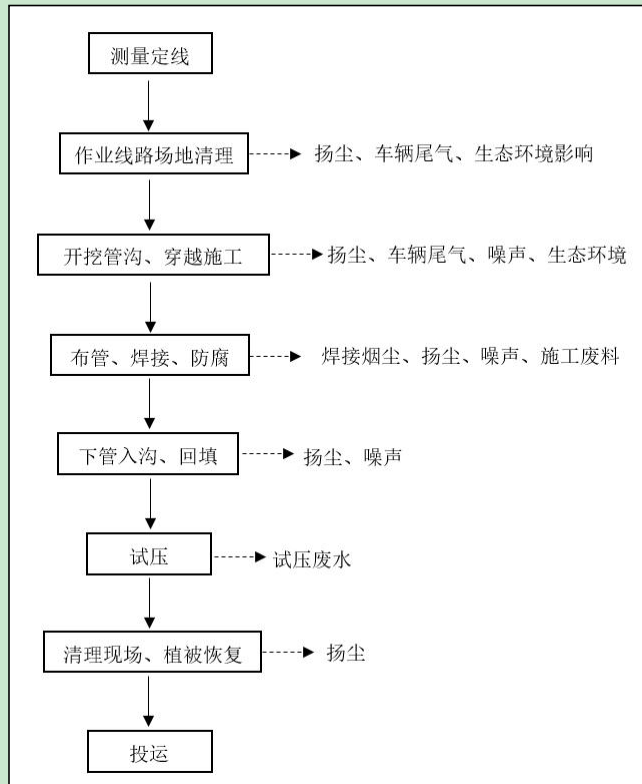 测量定线
作业线路场地清理
扬尘、车辆尾气、生态环境影响
开挖管沟、穿越施工
扬尘、车辆尾气、噪声、生态环境
布管、焊接、防腐
焊接烟尘、扬尘、噪声、施工废料
下管入沟、回填
扬尘、噪声
试压
试压废水
清理现场、植被恢复
扬尘
投运